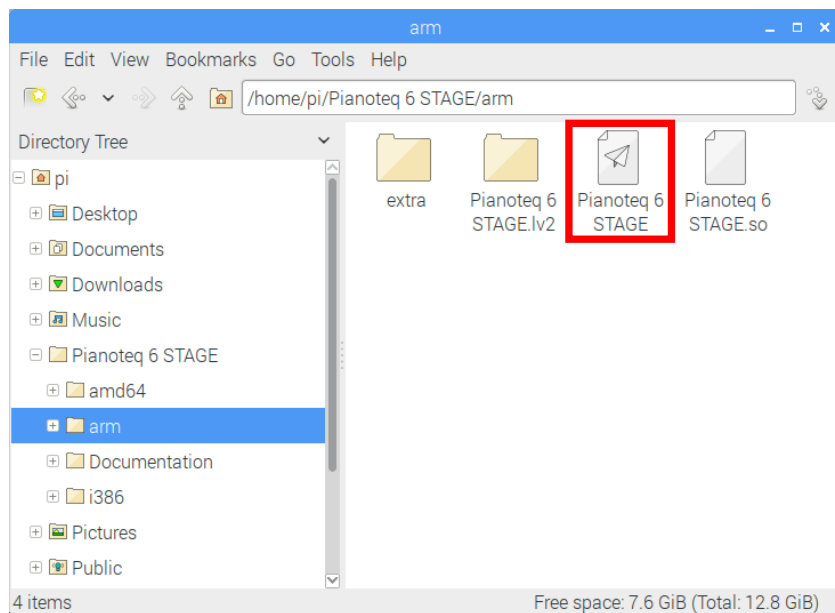 arm
File Edit View Bookmarks Go Tools Help
/home/pi/Pianoteq 6 STAGE/arm
Directory Tree
pi
Desktop
Documents
Downloads
Music
Pianoteq 6 STAGE
amd64
arm
Documentation
i386
Pictures
Public
extra
Pianoteq 6
STAGE.lv2
Pianoteq 6
STAGE
Pianoteq 6
STAGE.so
4 items
Free space: 7.6 GiB (Total: 12.8 GiB)